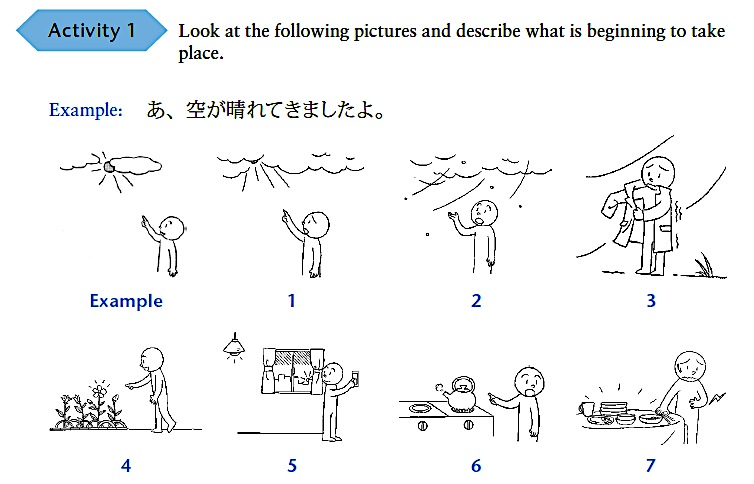 Activity 1
Look at the following pictures and describe what is beginning to take
place.
Example: あ、空が晴れてきましたよ。
Example 1 2 3
4 5 6 7